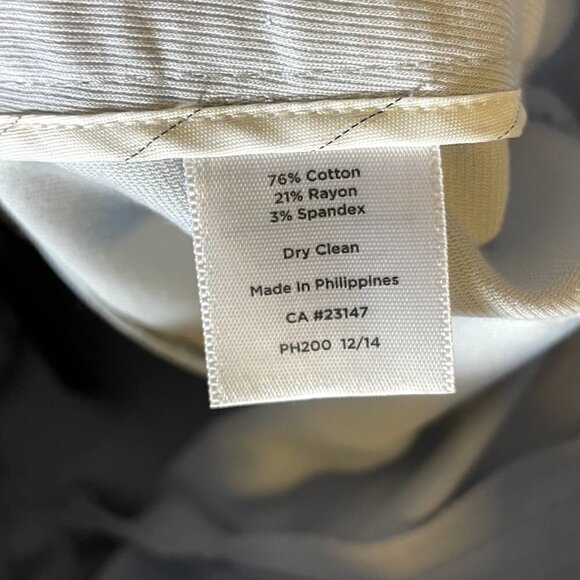 76% Cotton
21% Rayon
3% Spandex
Dry Clean
Made In Philippines
CA #23147
PH200 12/14